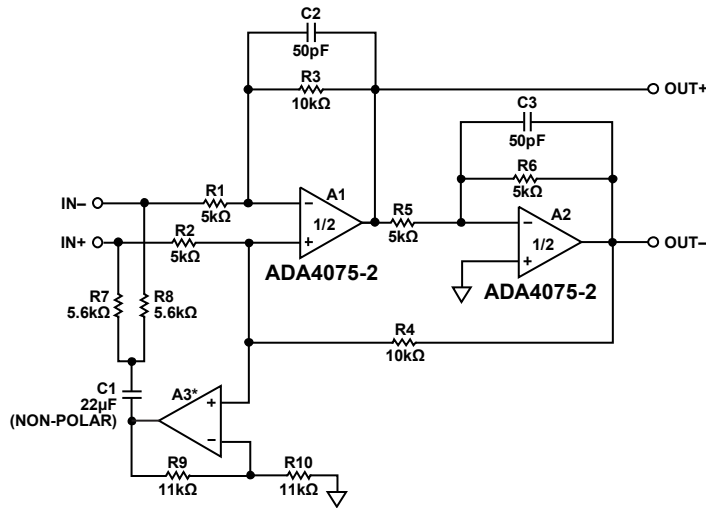 C2
50pF
R3
10kΩ
OUT+
C3
50pF
R6
5kΩ
IN–
R1
5kΩ
–
A1
1/2
+
R5
5kΩ
–
A2
1/2
+
OUT–
IN+
R2
5kΩ
ADA4075-2
ADA4075-2
R7
5.6kΩ
R8
5.6kΩ
R4
10kΩ
C1
22µF
(NON-POLAR)
A3*
+
–
R9
11kΩ
R10
11kΩ